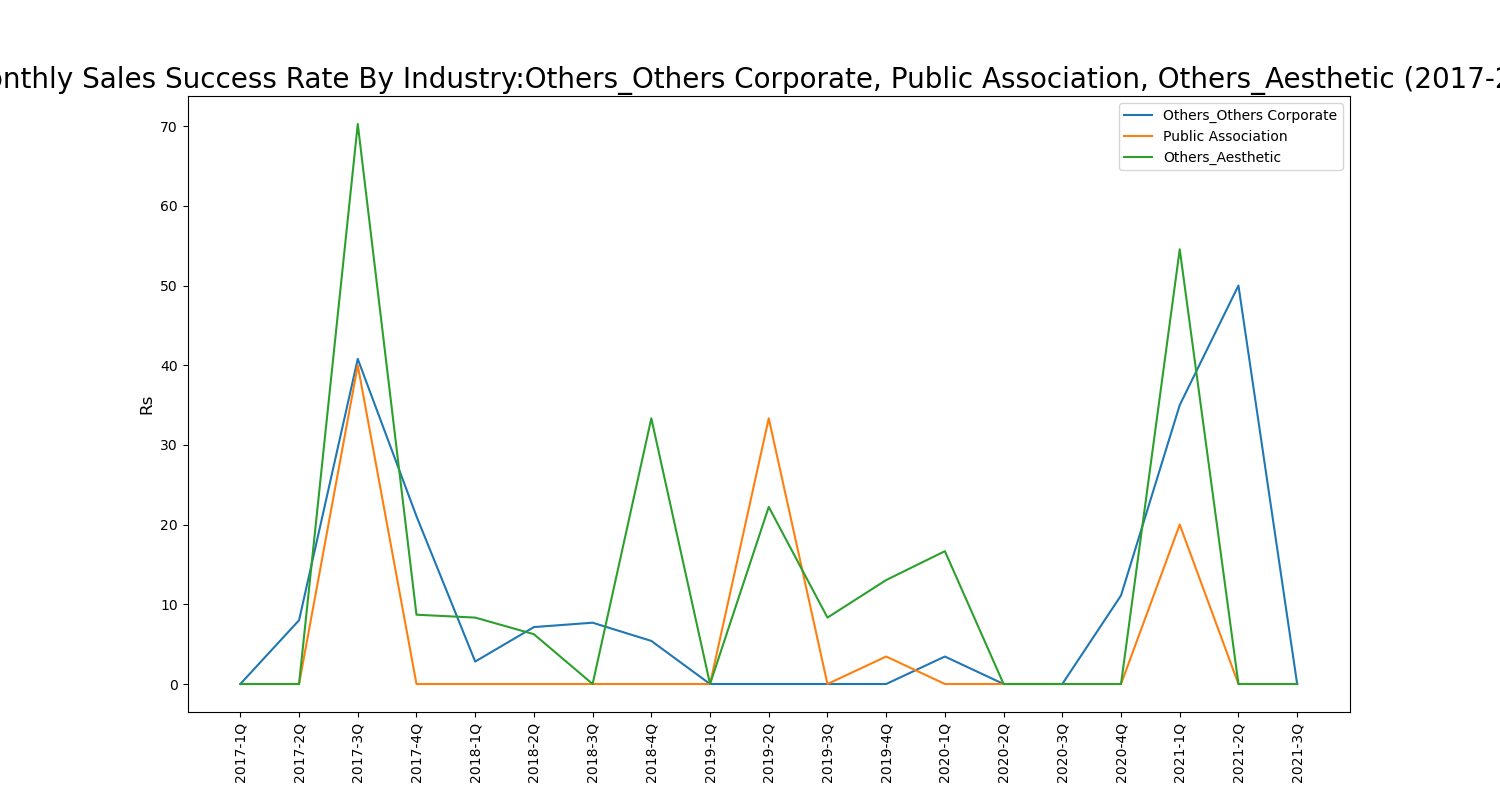 onthly Sales Success Rate By Industry:Others_Others Corporate, Public Association, Others_Aesthetic (2017-2
Others_Others Corporate
Public Association
Others_Aesthetic
70
60
50
40
30
20
10
0
Rs
2017-1Q
2017-2Q
2017-3Q
2017-4Q
2018-1Q
2018-2Q
2018-3Q
2018-4Q
2019-1Q
2019-2Q
2019-3Q
2019-4Q
2020-1Q
2020-2Q
2020-3Q
2020-4Q
2021-1Q
2021-2Q
2021-3Q